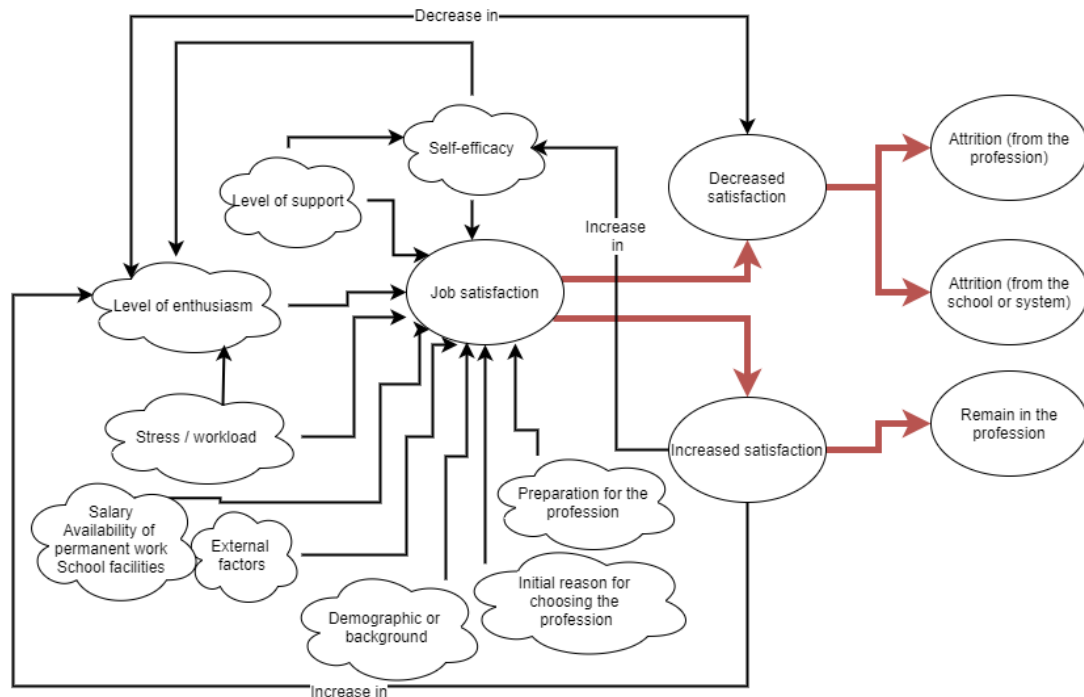 Decrease in
Self-efficacy
Attrition (from the
profession)
Level of support
Decreased
satisfaction
Increase
in
Level of enthusiasm
Job satisfaction
Attrition (from the
school or system)
Stress / workload
Increased satisfaction
Remain in the
profession
Salary
Availability of
permanent work
School facilities
External
factors
Preparation for the
profession
Initial reason for
choosing the
profession
Demographic or
background
Increase in